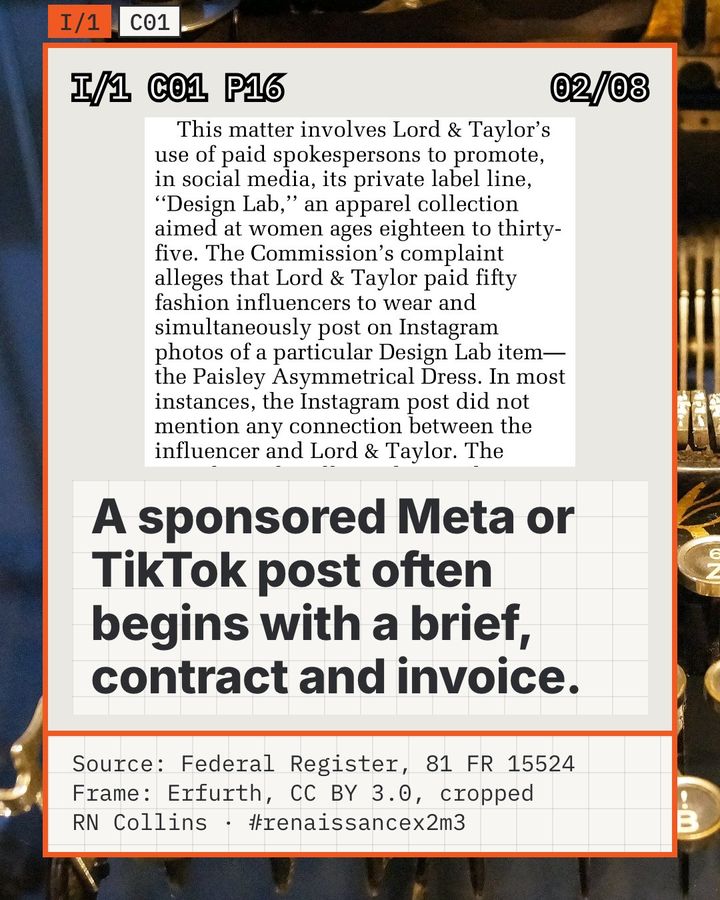 I/1 C01
I/1 C01 P16 02/08
This matter involves Lord & Taylor’s
use of paid spokespersons to promote,
in social media, its private label line,
‘‘Design Lab,’’ an apparel collection
aimed at women ages eighteen to thirty-
five. The Commission’s complaint
alleges that Lord & Taylor paid fifty
fashion influencers to wear and
simultaneously post on Instagram
photos of a particular Design Lab item—
the Paisley Asymmetrical Dress. In most
instances, the Instagram post did not
mention any connection between the
influencer and Lord & Taylor. The
A sponsored Meta or
TikTok post often
begins with a brief,
contract and invoice.
Source: Federal Register, 81 FR 15524
Frame: Erfurth, CC BY 3.0, cropped
RN Collins · #renaissancex2m3
6
Z
!
B